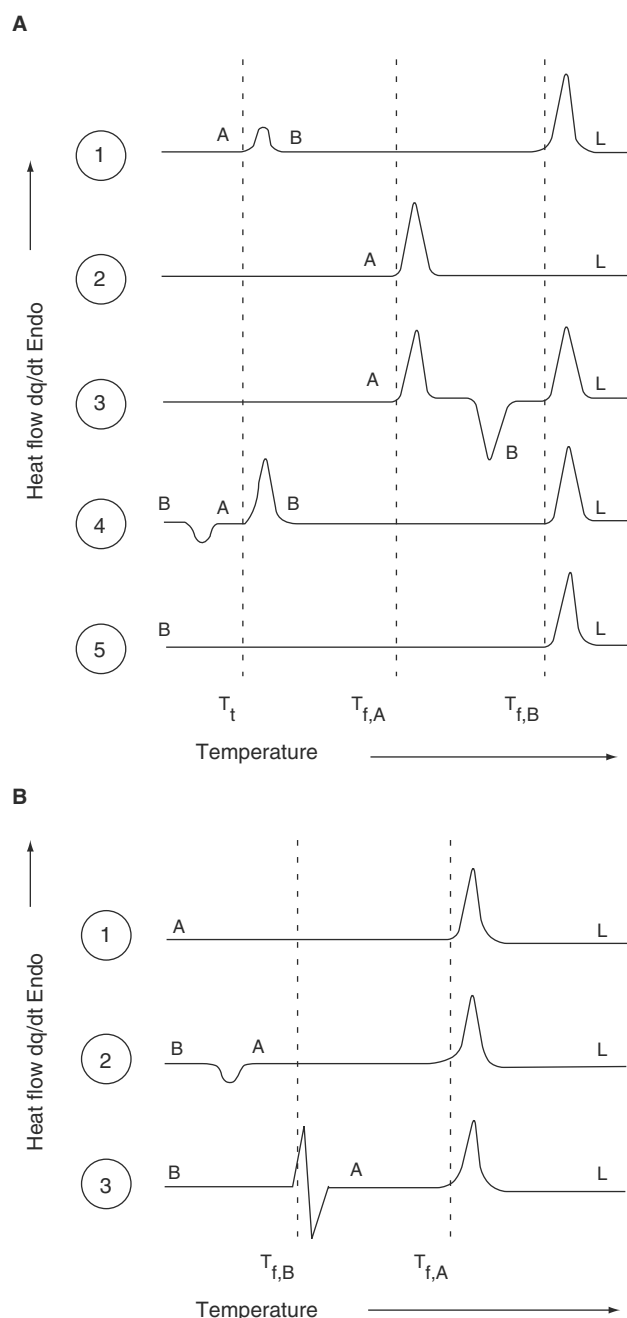 A
1
A
B
L
2
A
L
3
A
B
L
4
B
A
B
L
5
B
L
Heat flow dq/dt Endo
T_t
T_f,A
T_f,B
Temperature
B
1
A
L
2
B
A
L
3
B
A
L
Heat flow dq/dt Endo
T_f,B
T_f,A
Temperature